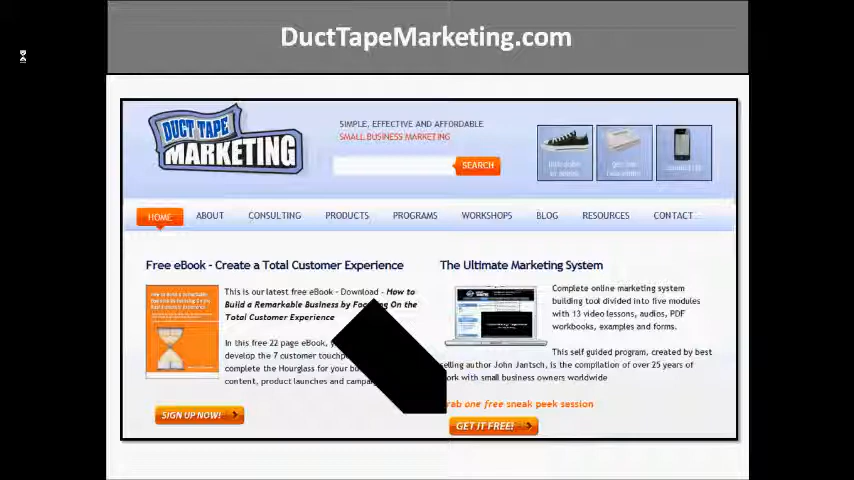 DuctTapeMarketing.com
DUCT TAPE
MARKETING
SIMPLE, EFFECTIVE AND AFFORDABLE
SMALL BUSINESS MARKETING
SEARCH
HOME
ABOUT
CONSULTING
PRODUCTS
PROGRAMS
WORKSHOPS
BLOG
RESOURCES
CONTACT
Free eBook - Create a Total Customer Experience
This is our latest free eBook - Download - How to
Build a Remarkable Business by Fo On the
Total Customer Experience
In this free 22 page eBook,
develop the 7 customer
complete the Hourglass for your
content, product launches and
SIGN UP NOW!
The Ultimate Marketing System
Complete online marketing system
building tool divided into five modules
with 13 video lessons, audios, PDF
workbooks, examples and forms.
This self guided program, created by best
selling author John Jantsch, is the compilation of over 25 years of
work with small business owners worldwide
rab one free sneak peek session
GET IT FREE!